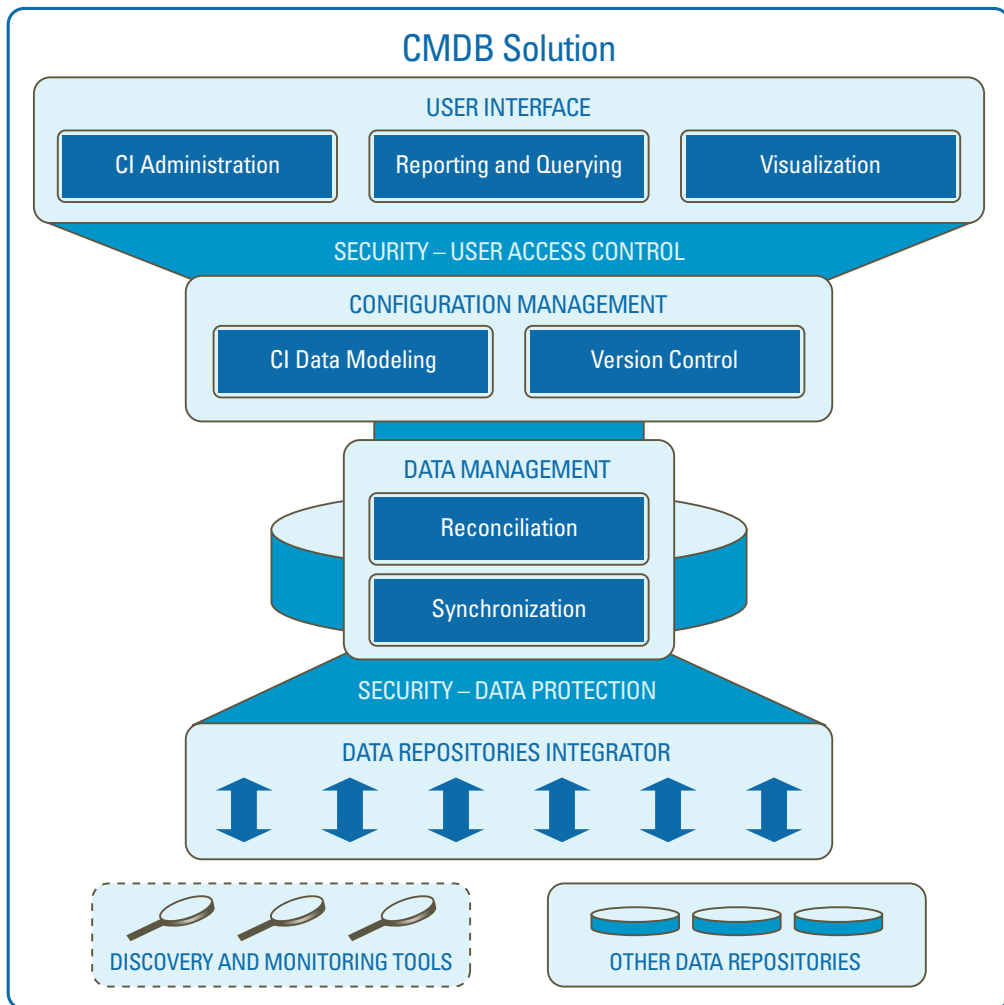 CMDB Solution
USER INTERFACE
CI Administration
Reporting and Querying
Visualization
SECURITY – USER ACCESS CONTROL
CONFIGURATION MANAGEMENT
CI Data Modeling
Version Control
DATA MANAGEMENT
Reconciliation
Synchronization
SECURITY – DATA PROTECTION
DATA REPOSITORIES INTEGRATOR
DISCOVERY AND MONITORING TOOLS
OTHER DATA REPOSITORIES